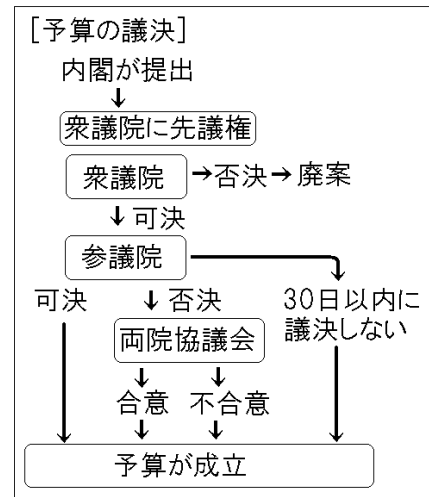 [予算の議決]
内閣が提出
衆議院に先議権
衆議院
否決
廃案
可決
参議院
可決
否決
30日以内に
議決しない
両院協議会
合意
不合意
予算が成立